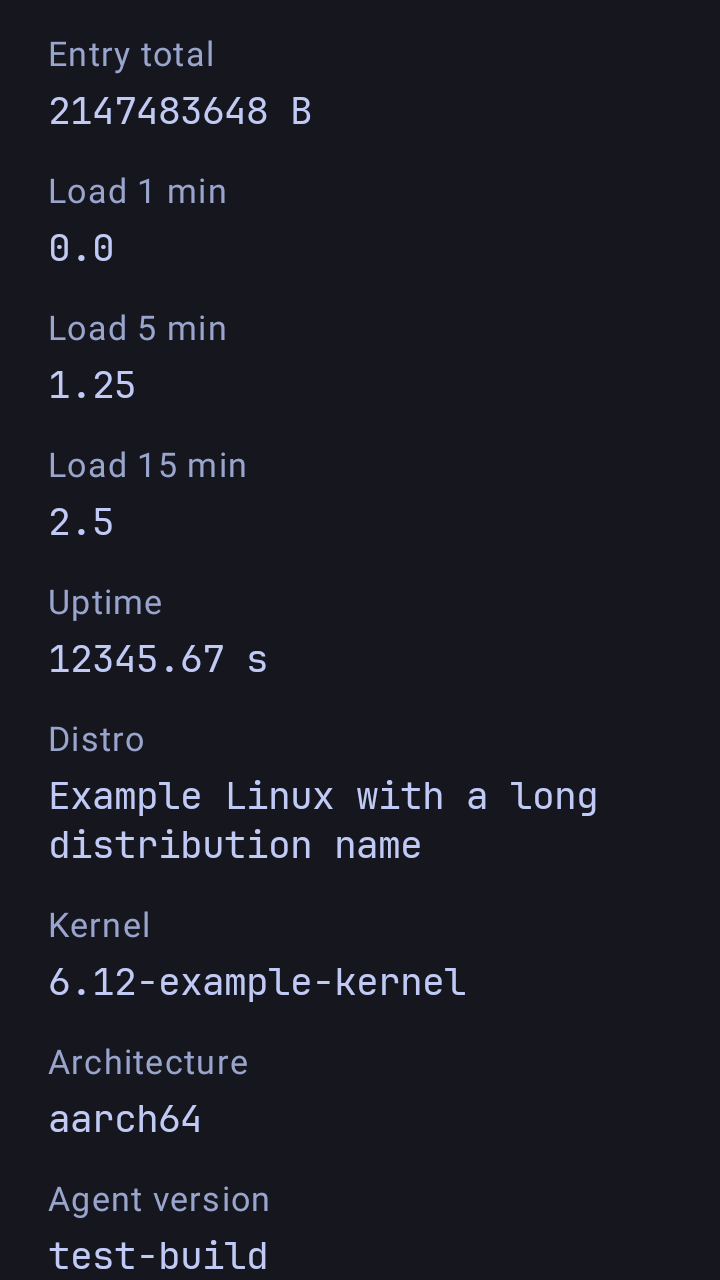 Entry total
2147483648 B
Load 1 min
0.0
Load 5 min
1.25
Load 15 min
2.5
Uptime
12345.67 s
Distro
Example Linux with a long
distribution name
Kernel
6.12-example-kernel
Architecture
aarch64
Agent version
test-build